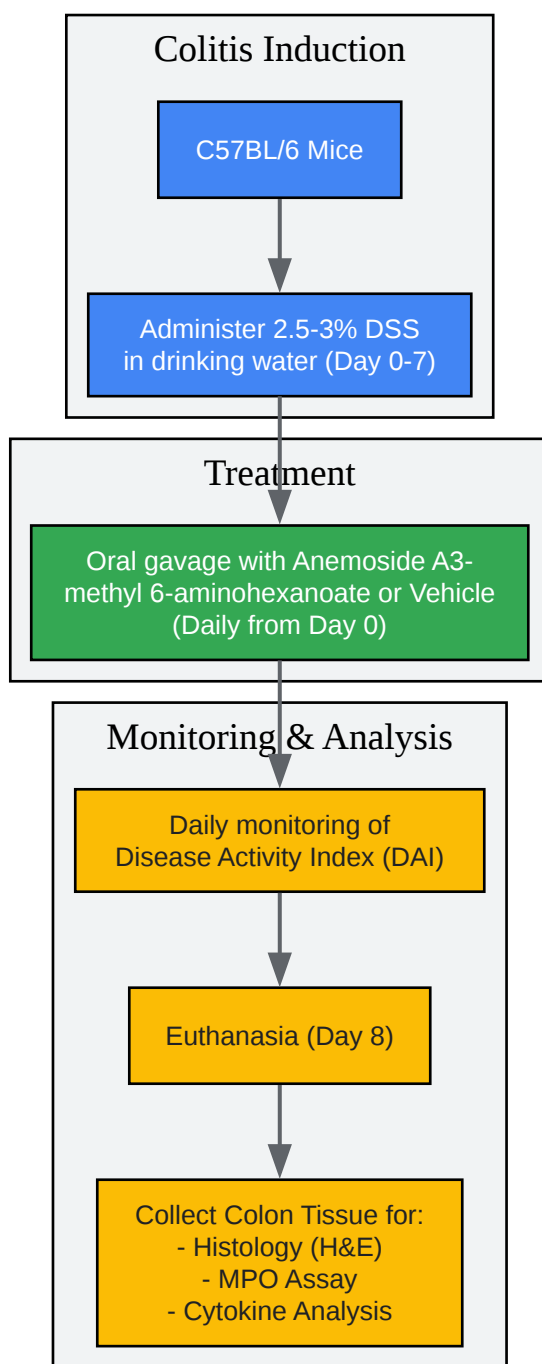 Colitis Induction
C57BL/6 Mice
Administer 2.5-3% DSS
in drinking water (Day 0-7)
Treatment
Oral gavage with Anemoside A3-
methyl 6-aminohexanoate or Vehicle
(Daily from Day 0)
Monitoring & Analysis
Daily monitoring of
Disease Activity Index (DAI)
Euthanasia (Day 8)
Collect Colon Tissue for:
- Histology (H&E)
- MPO Assay
- Cytokine Analysis